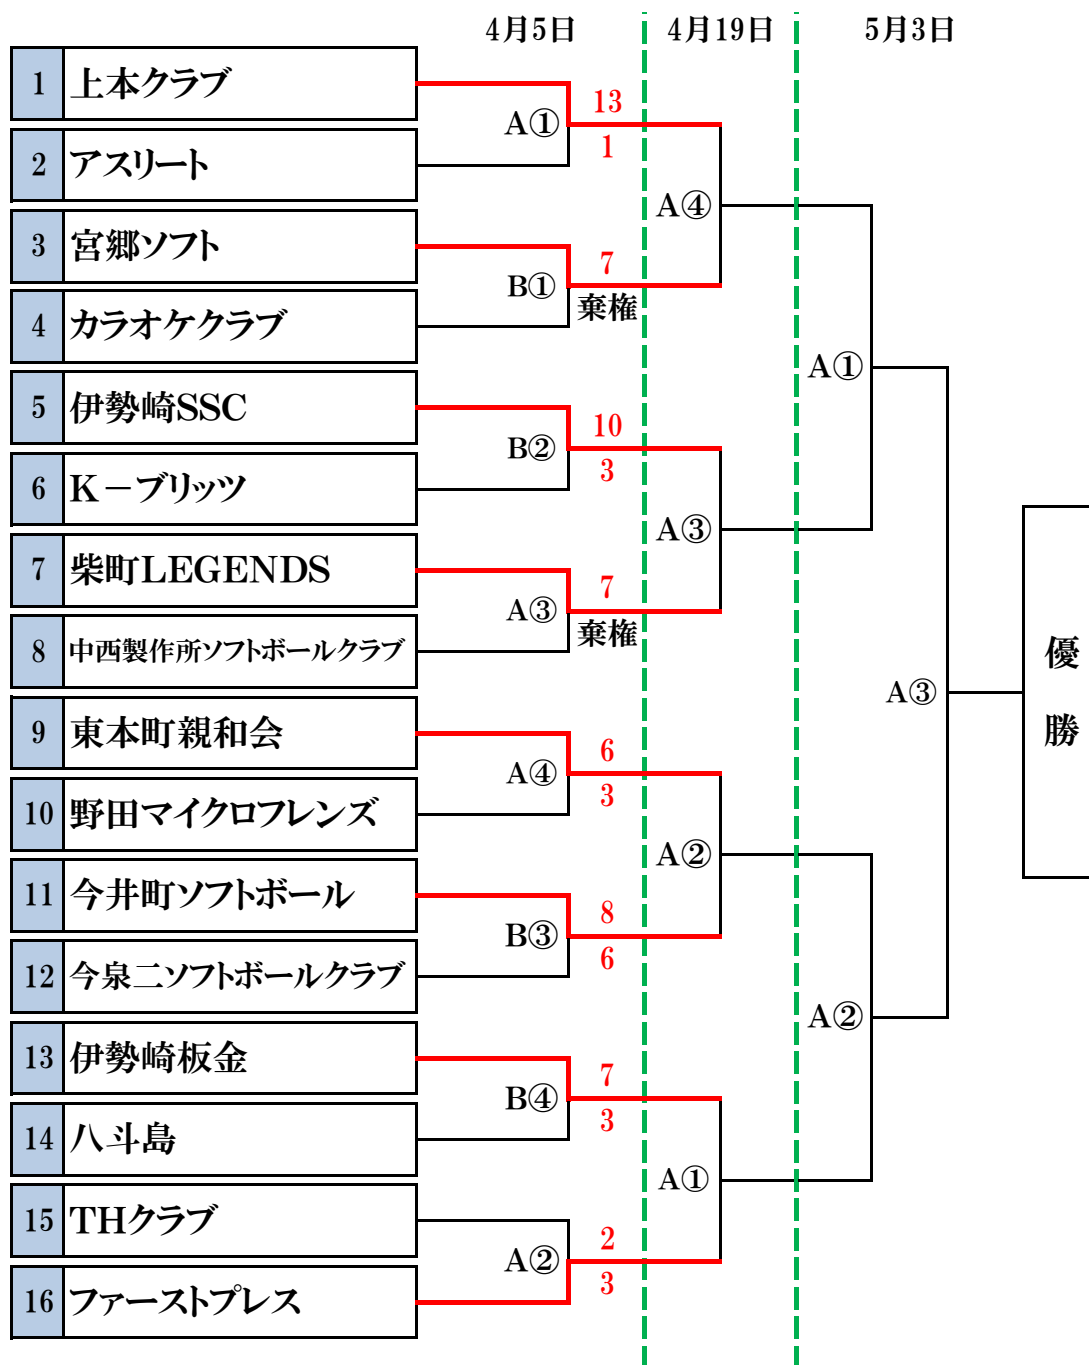 4月5日 4月19日 5月3日
1 上本クラブ
13
A①
1
2 アスリート
A④
3 宮郷ソフト
7
B①
棄権
4 カラオケクラブ
A①
5 伊勢崎SSC
10
B②
3
6 K－ブリッツ
A③
7 柴町LEGENDS
7
A③
棄権
8 中西製作所ソフトボールクラブ
優勝
A③
9 東本町親和会
6
A④
3
10 野田マイクロフレンズ
A②
11 今井町ソフトボール
8
B③
6
12 今泉二ソフトボールクラブ
A②
13 伊勢崎板金
7
B④
3
14 八斗島
A①
15 THクラブ
2
A②
3
16 ファーストプレス